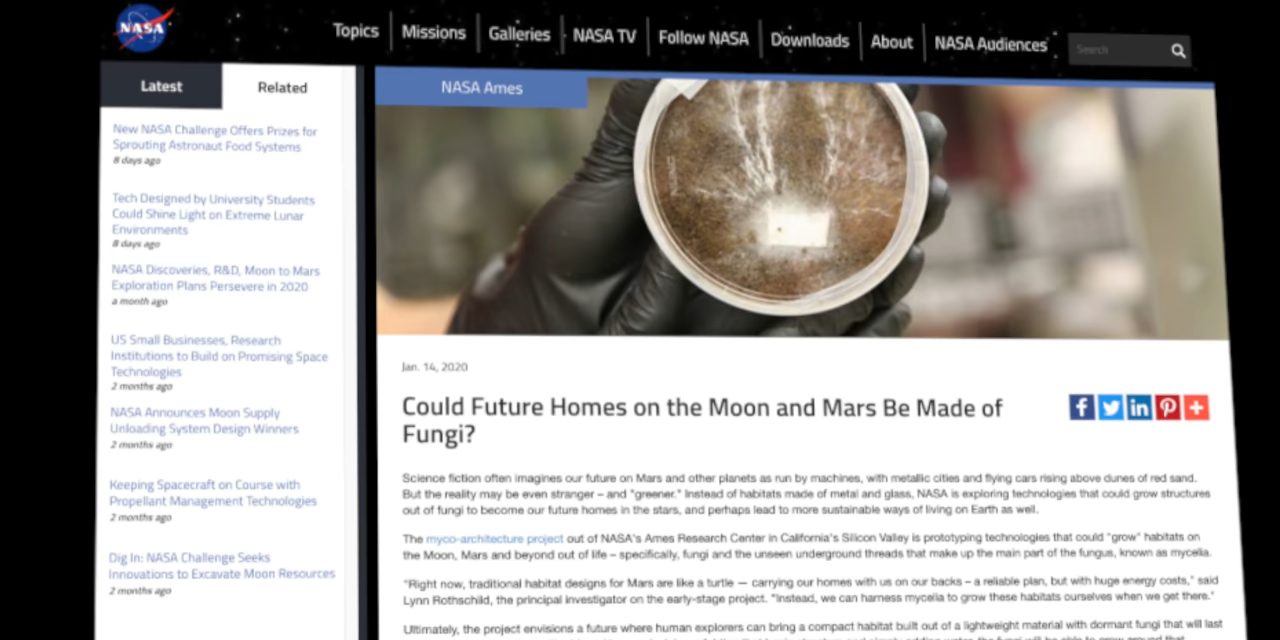 NASA
Topics
Missions
Galleries
NASA TV
Follow NASA
Downloads
About
NASA Audiences
Search
Latest
Related
New NASA Challenge Offers Prizes for
Sprouting Astronaut Food Systems
8 days ago
Tech Designed by University Students
Could Shine Light on Extreme Lunar
Environments
8 days ago
NASA Discoveries, R&D, Moon to Mars
Exploration Plans Persevere in 2020
a month ago
US Small Businesses, Research
Institutions to Build on Promising Space
Technologies
2 months ago
NASA Announces Moon Supply
Unloading System Design Winners
2 months ago
Keeping Spacecraft on Course with
Propellant Management Technologies
2 months ago
Dig In: NASA Challenge Seeks
Innovations to Excavate Moon Resources
2 months ago
NASA Ames
Jan. 14, 2020
Could Future Homes on the Moon and Mars Be Made of
Fungi?
Science fiction often imagines our future on Mars and other planets as run by machines, with metallic cities and flying cars rising above dunes of red sand.
But the reality may be even stranger – and "greener." Instead of habitats made of metal and glass, NASA is exploring technologies that could grow structures
out of fungi to become our future homes in the stars, and perhaps lead to more sustainable ways of living on Earth as well.
The myco-architecture project out of NASA's Ames Research Center in California's Silicon Valley is prototyping technologies that could "grow" habitats on
the Moon, Mars and beyond out of life – specifically, fungi and the unseen underground threads that make up the main part of the fungus, known as mycelia.
"Right now, traditional habitat designs for Mars are like a turtle — carrying our homes with us on our backs – a reliable plan, but with huge energy costs," said
Lynn Rothschild, the principal investigator on the early-stage project. "Instead, we can harness mycelia to grow these habitats ourselves when we get there."
Ultimately, the project envisions a future where human explorers can bring a compact habitat built out of a lightweight material with dormant fungi that will last